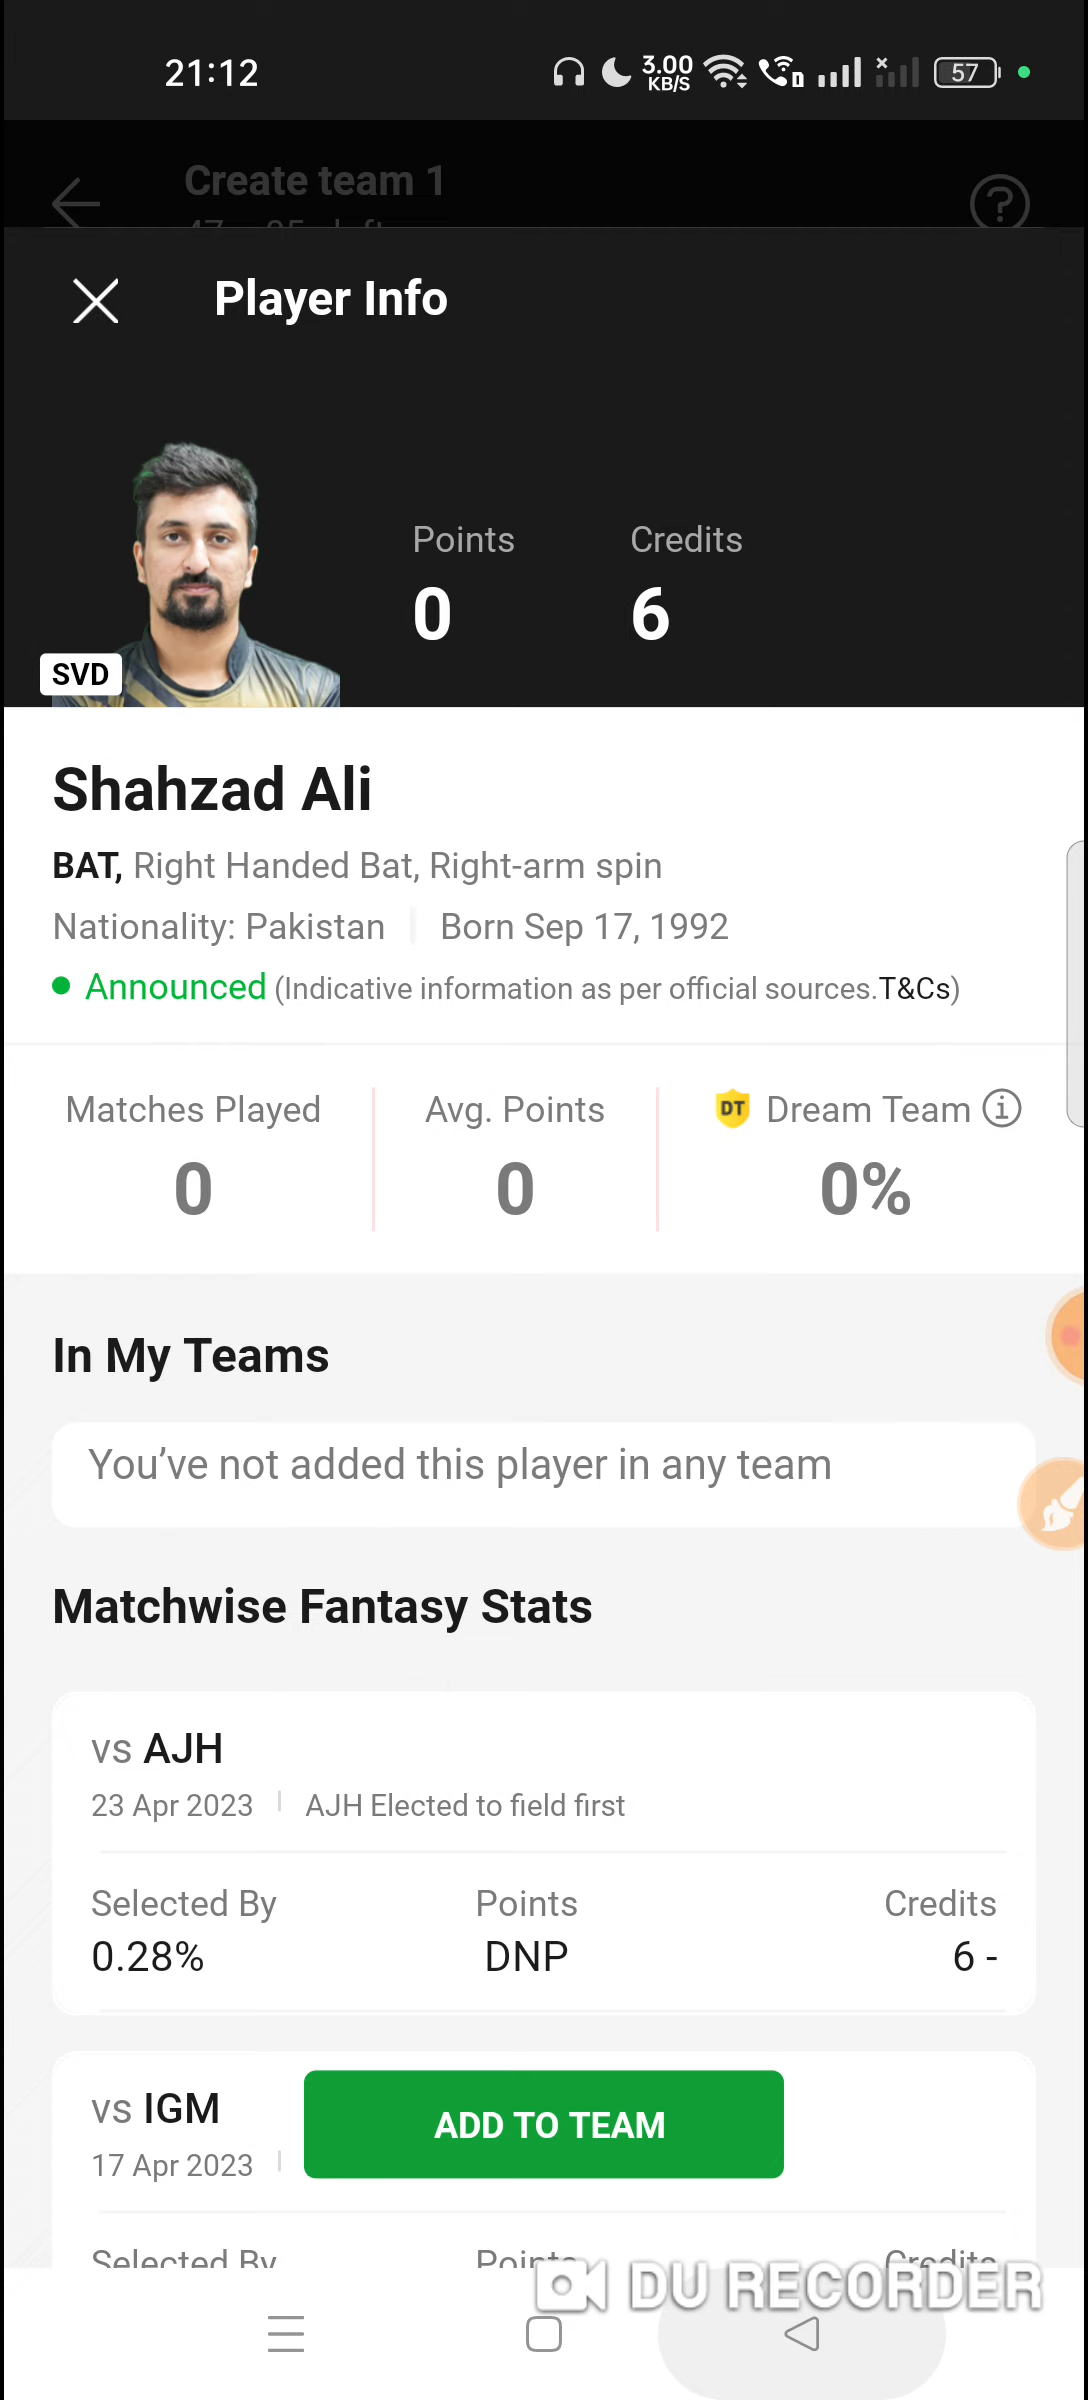 21:12
3.00
KB/S
57
Create team 1
Player Info
Points
Credits
0
6
SVD
Shahzad Ali
BAT, Right Handed Bat, Right-arm spin
Nationality: Pakistan
Born Sep 17, 1992
Announced (Indicative information as per official sources.T&Cs)
Matches Played
Avg. Points
DT Dream Team
0
0
0%
In My Teams
You’ve not added this player in any team
Matchwise Fantasy Stats
vs AJH
23 Apr 2023
AJH Elected to field first
Selected By
Points
Credits
0.28%
DNP
6 -
vs IGM
ADD TO TEAM
17 Apr 2023
Selected By
Points
Credits
DU RECORDER